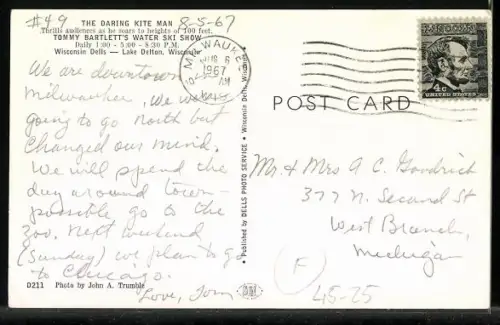 #49
8-5-67
THE DARING KITE MAN
Thrills audiences as he soars to heights of 100 feet.
TOMMY BARTLETT'S WATER SKI SHOW
Daily 1:00 - 5:00 - 8:30 P.M.
Wisconsin Dells — Lake Delton, Wisconsin
We are downtown
Milwaukee. We were
going to go North but
changed our mind.
We will spend the
day around town-
possible go to the
zoo. Next weekend
(Sunday) we plan to go
to Chicago.
Love, Tom
D211 Photo by John A. Trumble
Published by DELLS PHOTO SERVICE • Wisconsin Dells, Wisconsin
MILWAUKEE
AUG 6
AM
1967
4c
UNITED STATES
POST CARD
Mr. & Mrs A C. Goodrich
377 N. Second St
West Branch,
Michigan
F
45-25